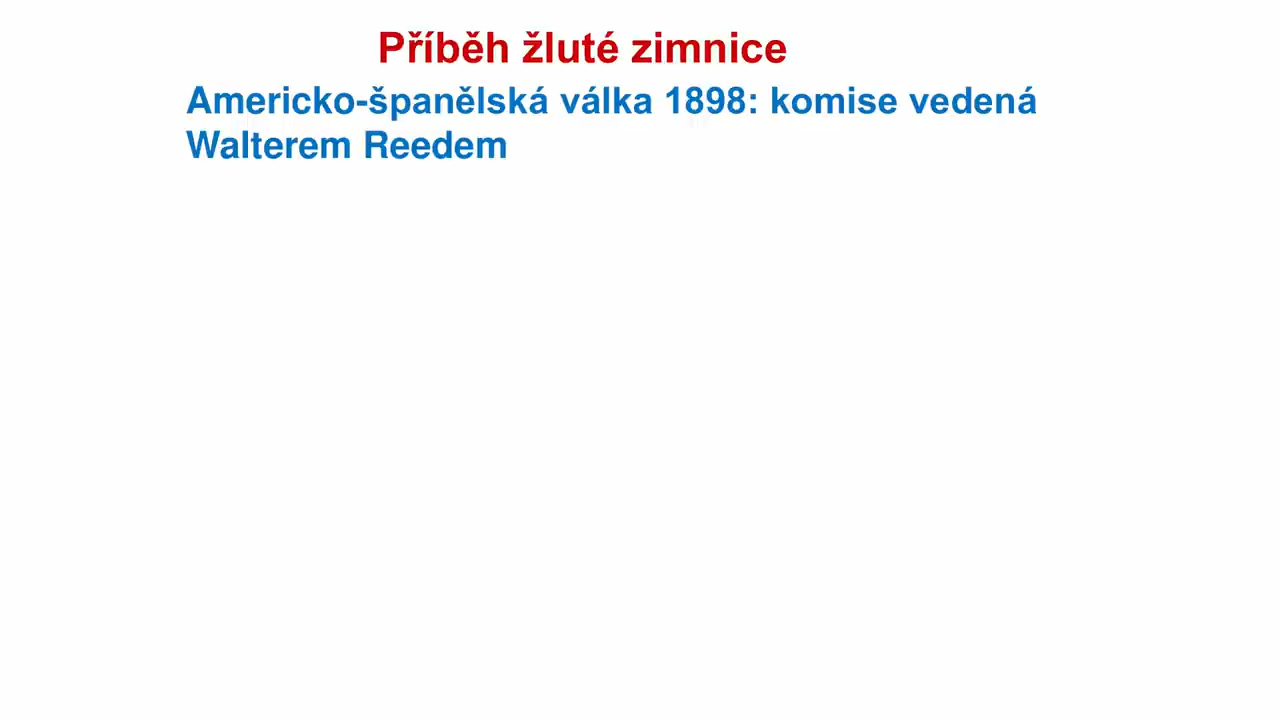 Příběh žluté zimnice
Americko-španělská válka 1898: komise vedená
Walterem Reedem